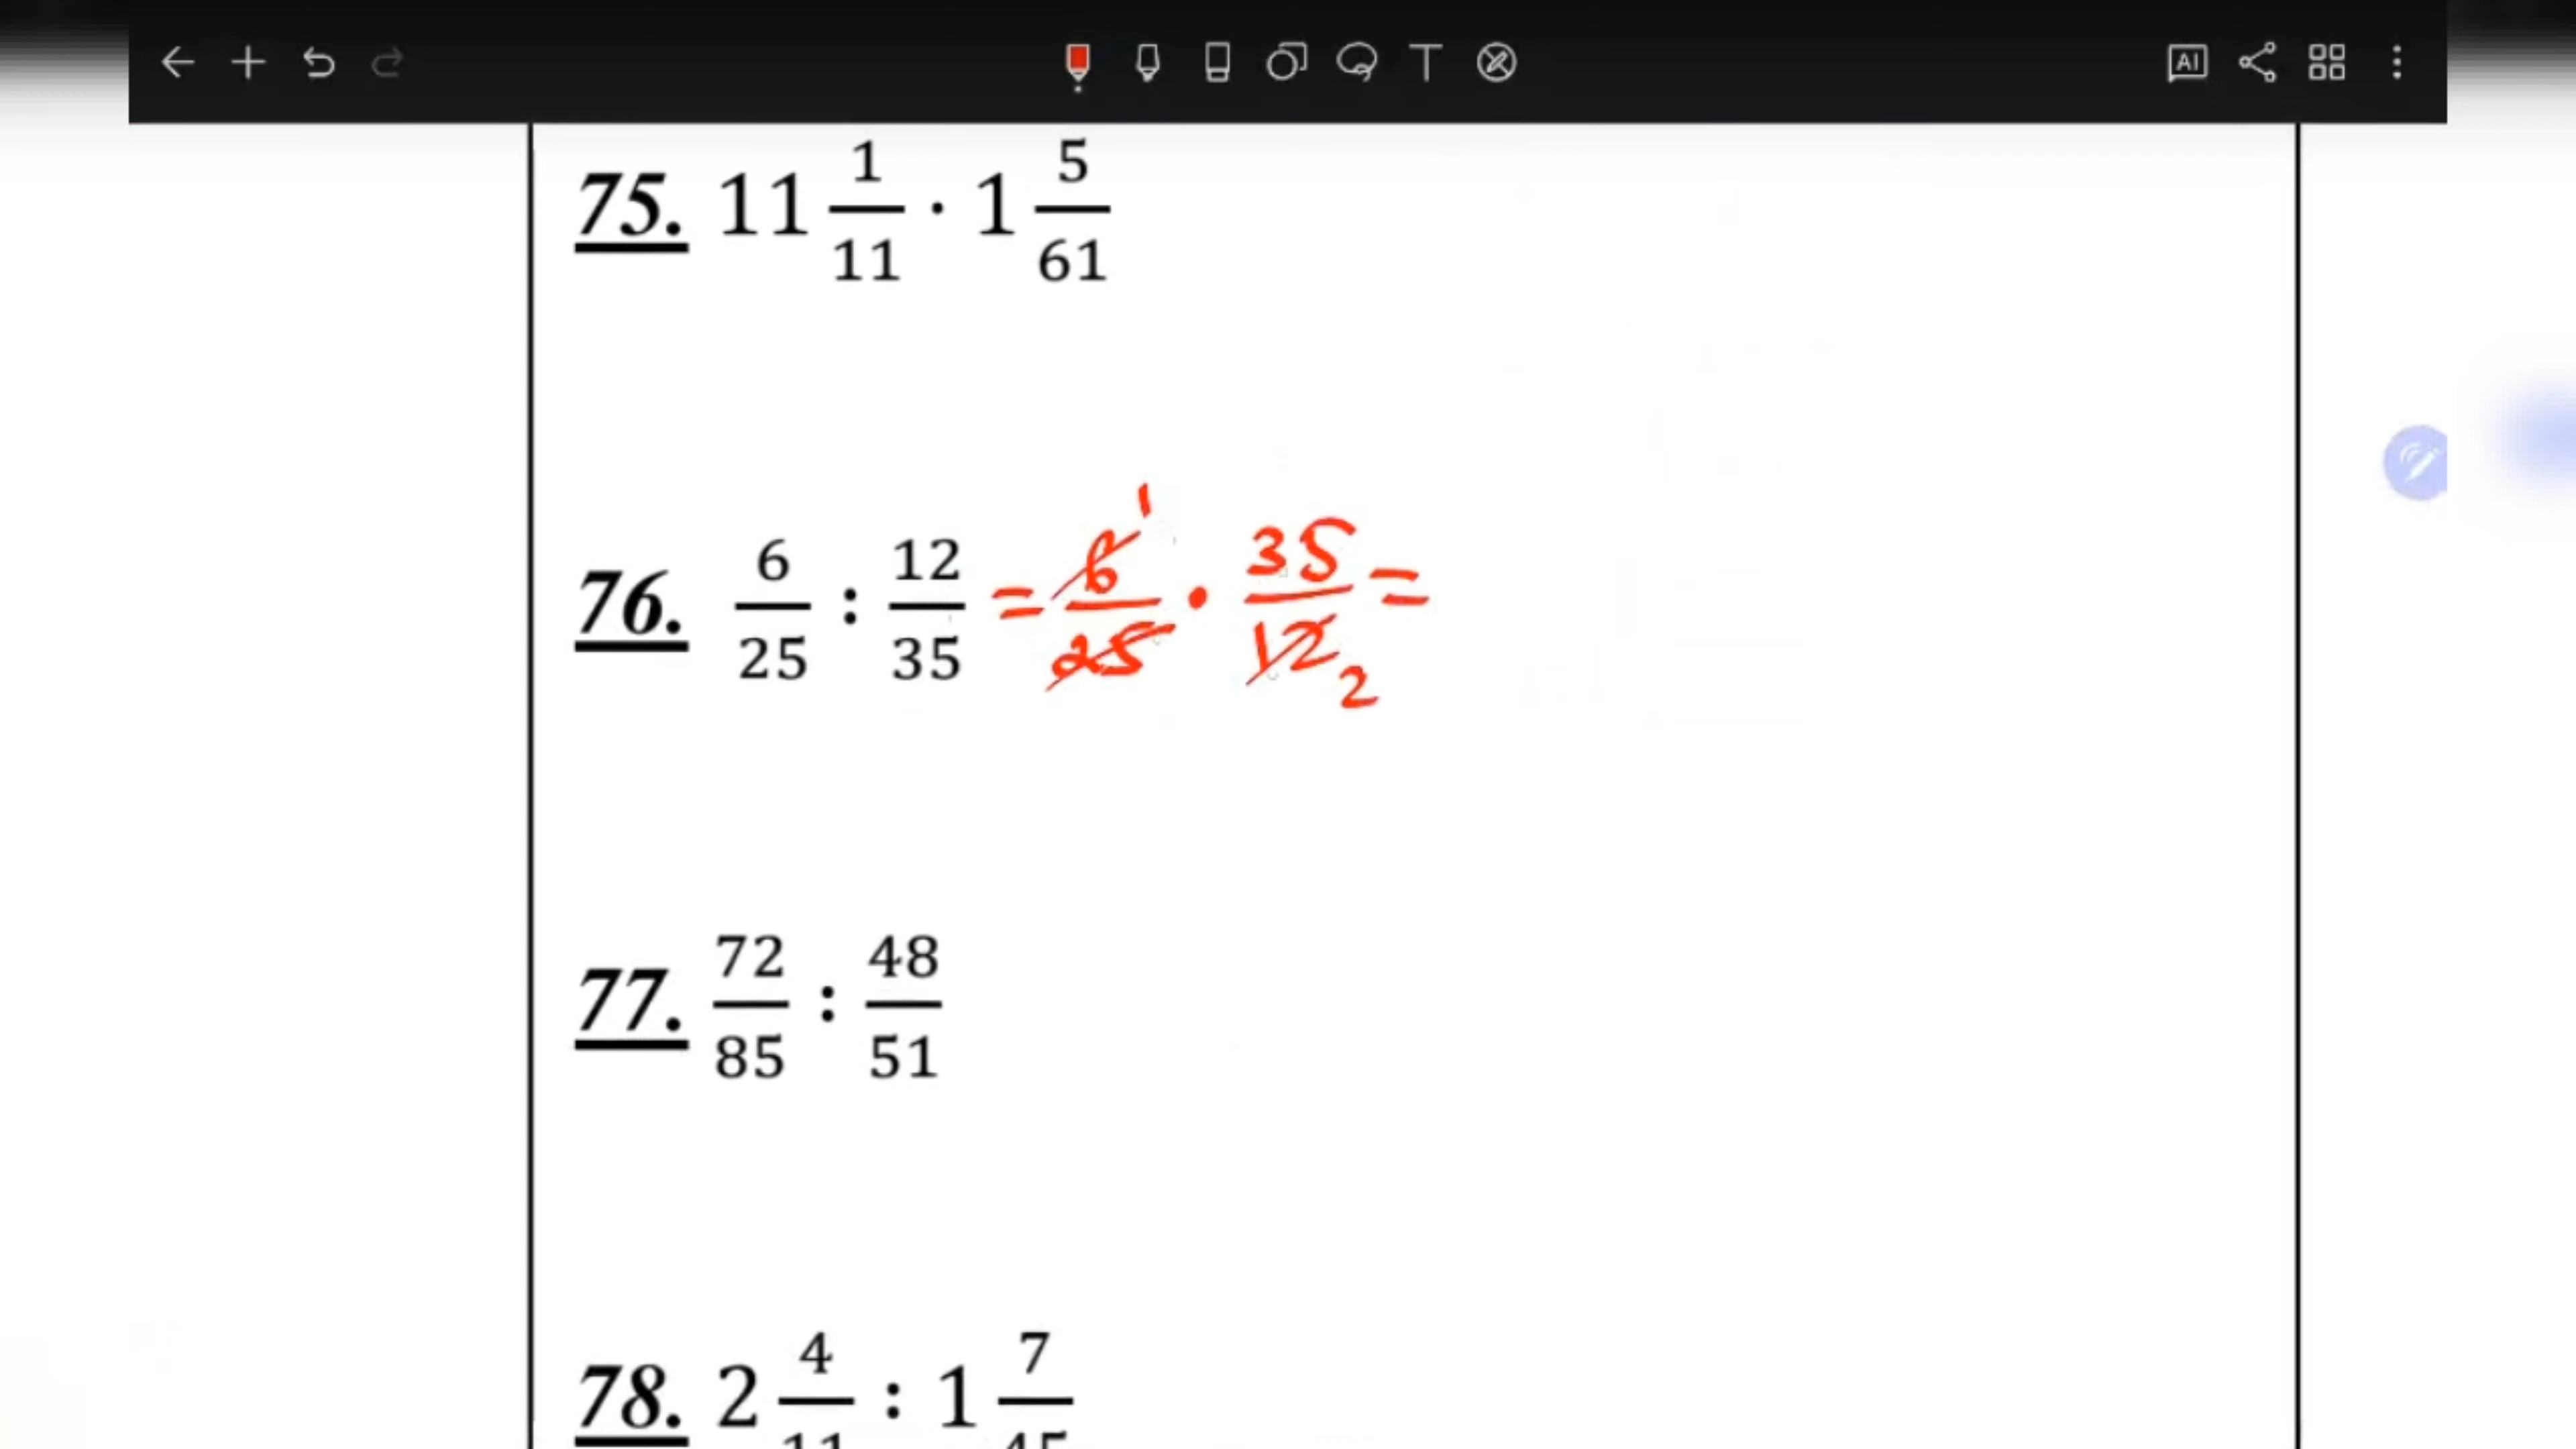 AI
75. 11 1/11 · 1 5/61
76. 6/25 : 12/35 = 6/25 1 · 35/12 2 =
77. 72/85 : 48/51
78. 2 4/11 : 1 7/45